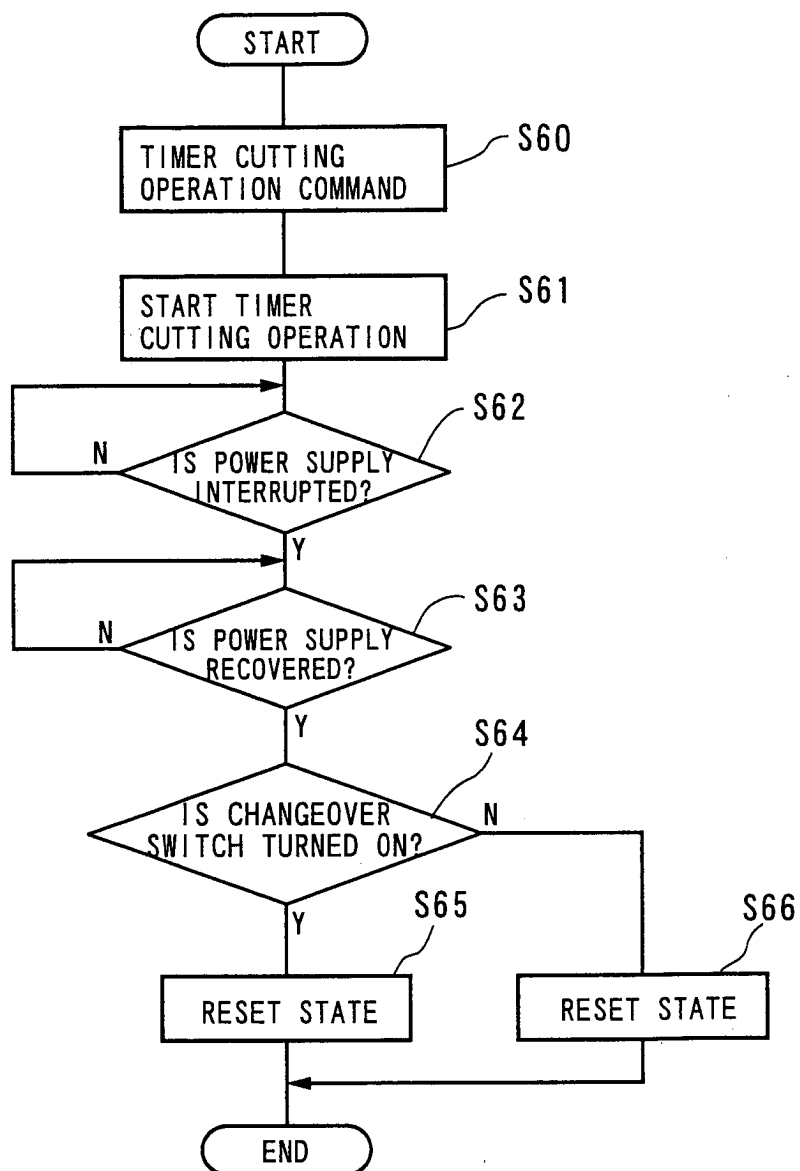 START
TIMER CUTTING
OPERATION COMMAND
S60
START TIMER
CUTTING OPERATION
S61
S62
N
IS POWER SUPPLY
INTERRUPTED?
Y
S63
N
IS POWER SUPPLY
RECOVERED?
Y
S64
IS CHANGEOVER
SWITCH TURNED ON?
N
Y
S65
S66
RESET STATE
RESET STATE
END